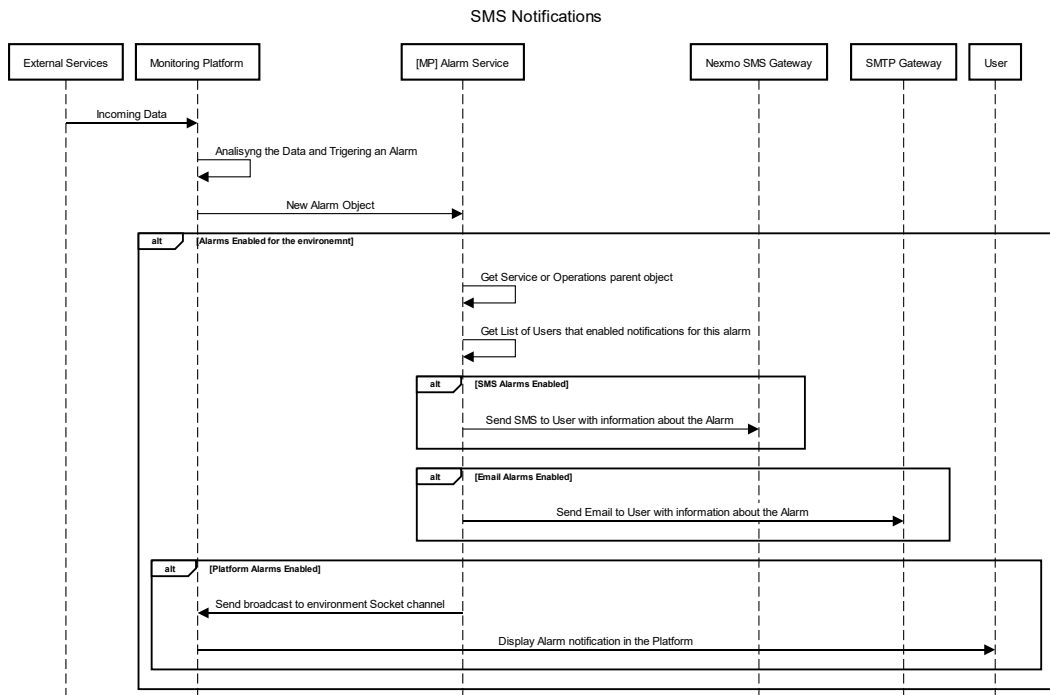 SMS Notifications
External Services
Monitoring Platform
[MP] Alarm Service
Nexmo SMS Gateway
SMTP Gateway
User
Incoming Data
Analisyng the Data and Trigering an Alarm
New Alarm Object
alt
[Alarms Enabled for the environemnt]
Get Service or Operations parent object
Get List of Users that enabled notifications for this alarm
alt
[SMS Alarms Enabled]
Send SMS to User with information about the Alarm
alt
[Email Alarms Enabled]
Send Email to User with information about the Alarm
alt
[Platform Alarms Enabled]
Send broadcast to environment Socket channel
Display Alarm notification in the Platform